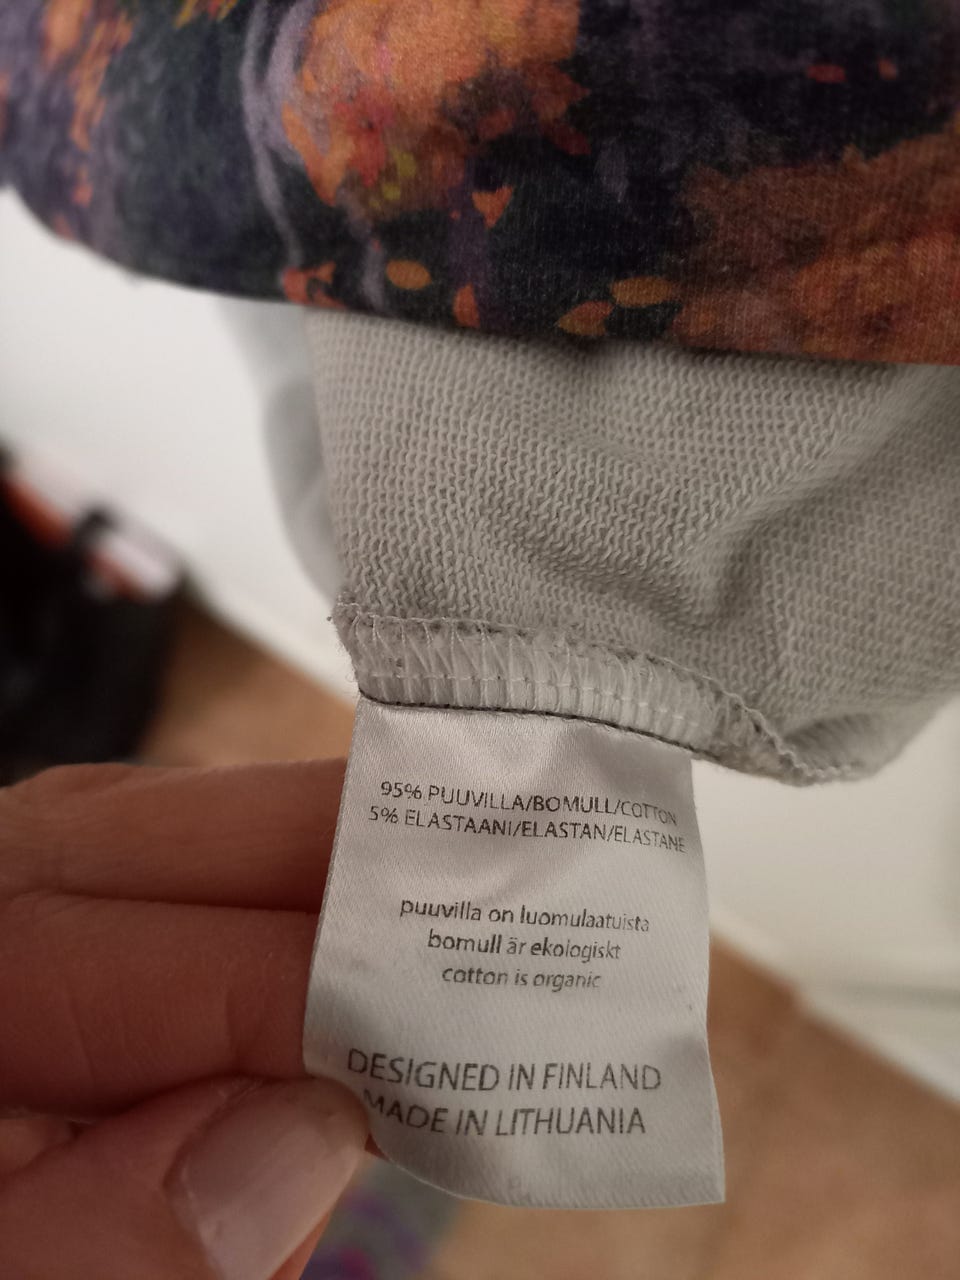 95% PUUVILLA/BOMULL/COTTON
5% ELASTAANI/ELASTAN/ELASTANE
puuvilla on luomulaatuista
bomull är ekologiskt
cotton is organic
DESIGNED IN FINLAND
MADE IN LITHUANIA